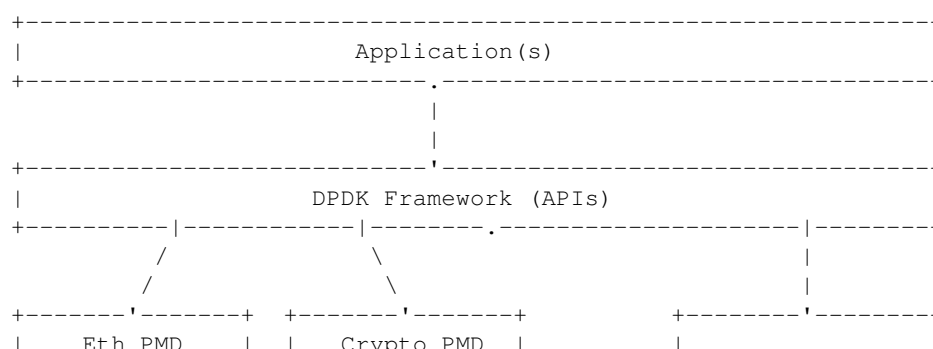 Application(s)
DPDK Framework (APIs)
Eth PMD Crypto PMD